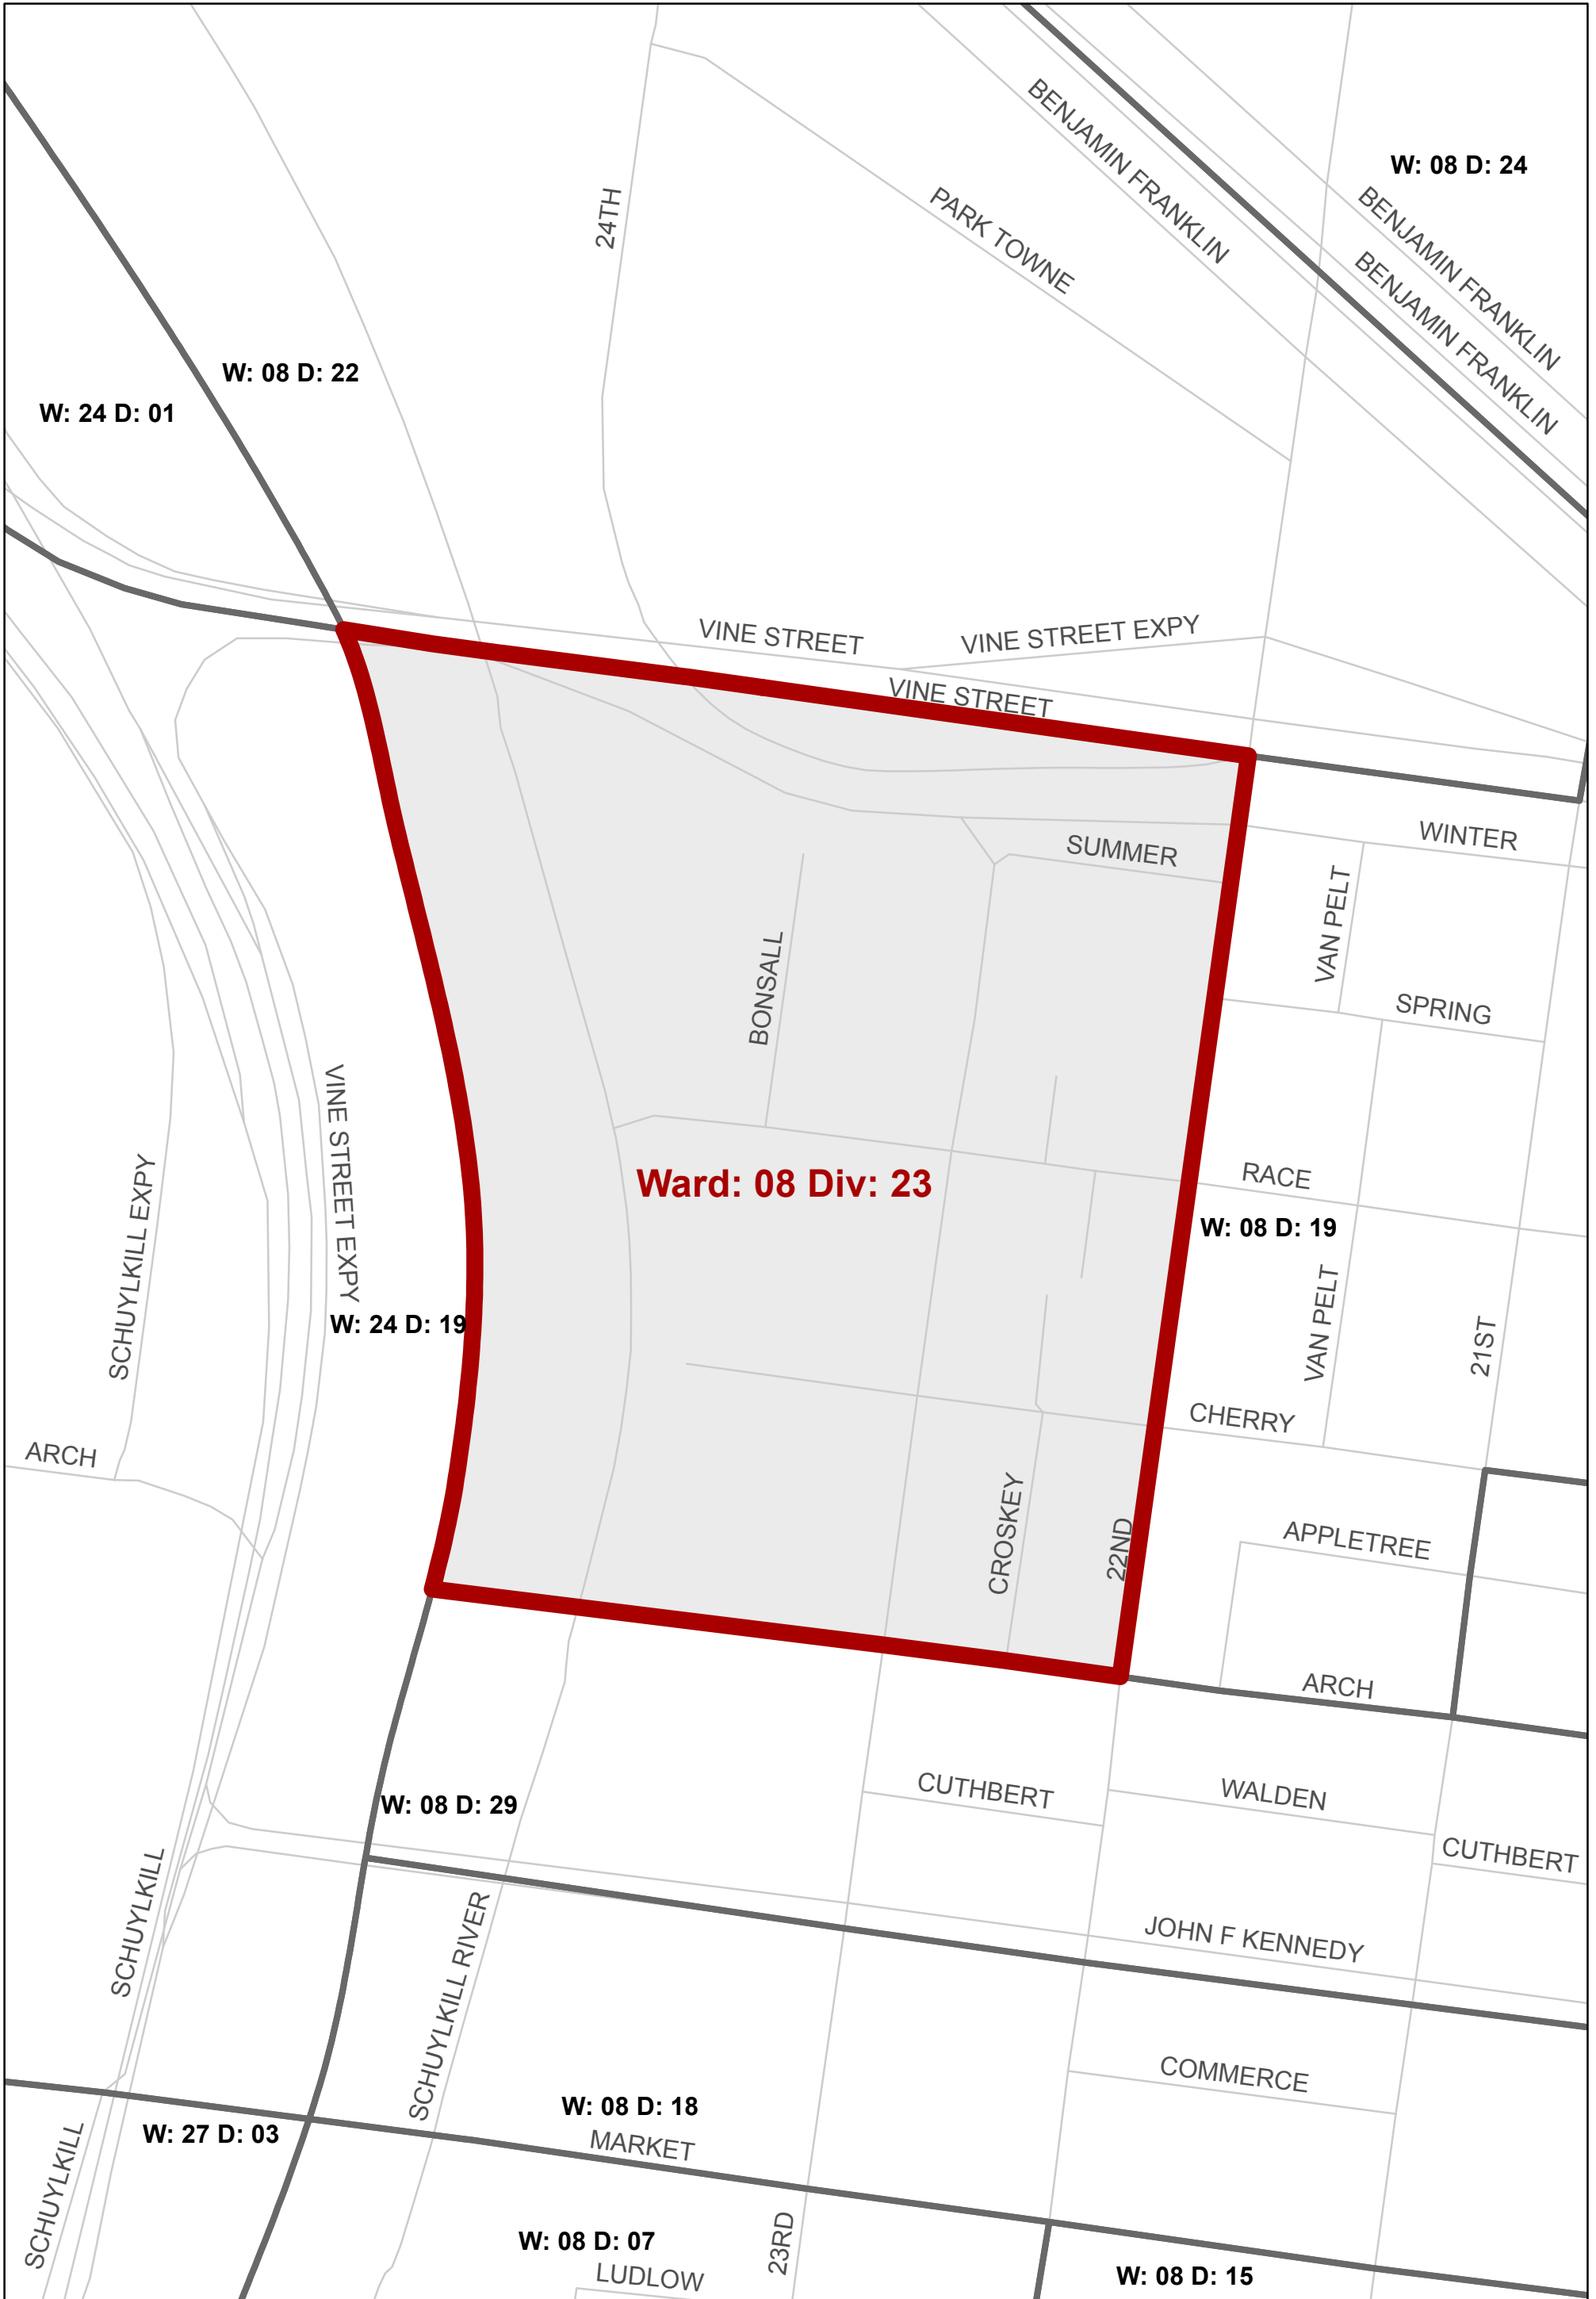 BENJAMIN FRANKLIN
W: 08 D: 24
24TH
PARK TOWNE
BENJAMIN FRANKLIN
BENJAMIN FRANKLIN
W: 08 D: 22
W: 24 D: 01
VINE STREET
VINE STREET EXPY
VINE STREET
WINTER
SUMMER
VAN PELT
BONSALL
SPRING
VINE STREET EXPY
SCHUYLKILL EXPY
Ward: 08 Div: 23
RACE
W: 08 D: 19
W: 24 D: 19
VAN PELT
21ST
CHERRY
ARCH
CROSKEY
22ND
APPLETREE
ARCH
CUTHBERT
WALDEN
W: 08 D: 29
CUTHBERT
SCHUYLKILL
SCHUYLKILL RIVER
JOHN F KENNEDY
COMMERCE
W: 08 D: 18
W: 27 D: 03
MARKET
SCHUYLKILL
23RD
W: 08 D: 07
LUDLOW
W: 08 D: 15